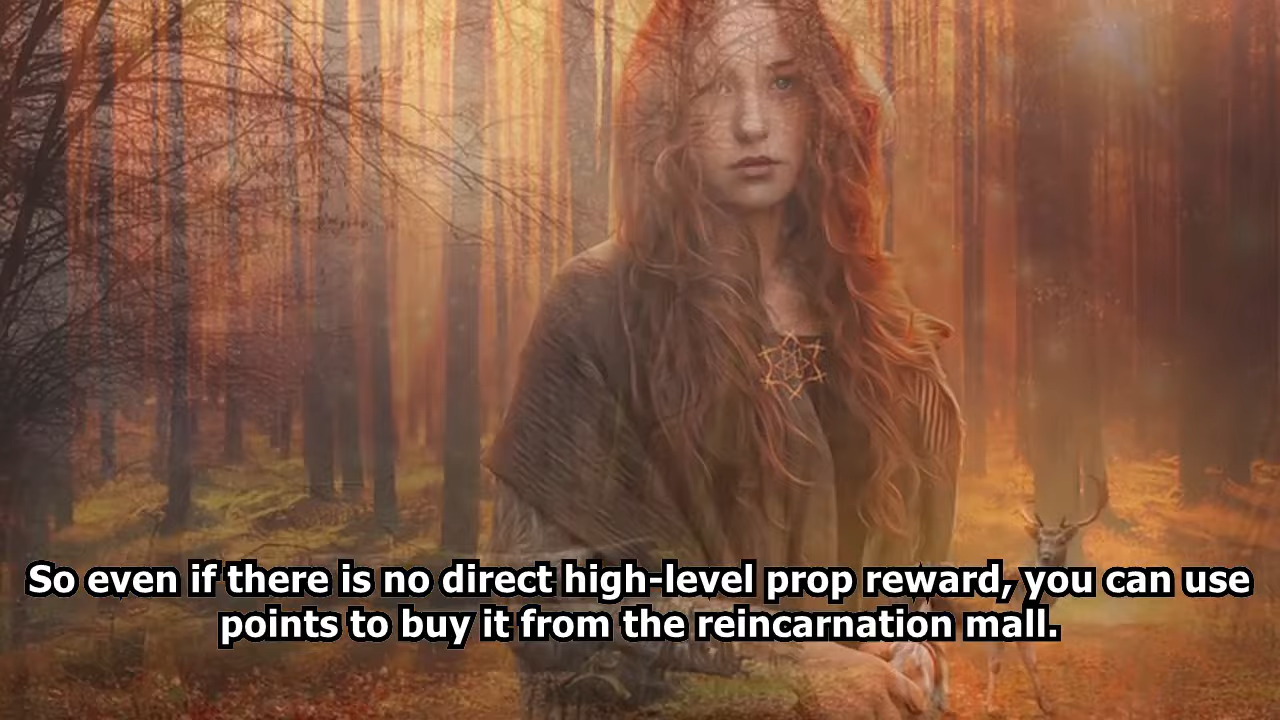 So even if there is no direct high-level prop reward, you can use
points to buy it from the reincarnation mall.